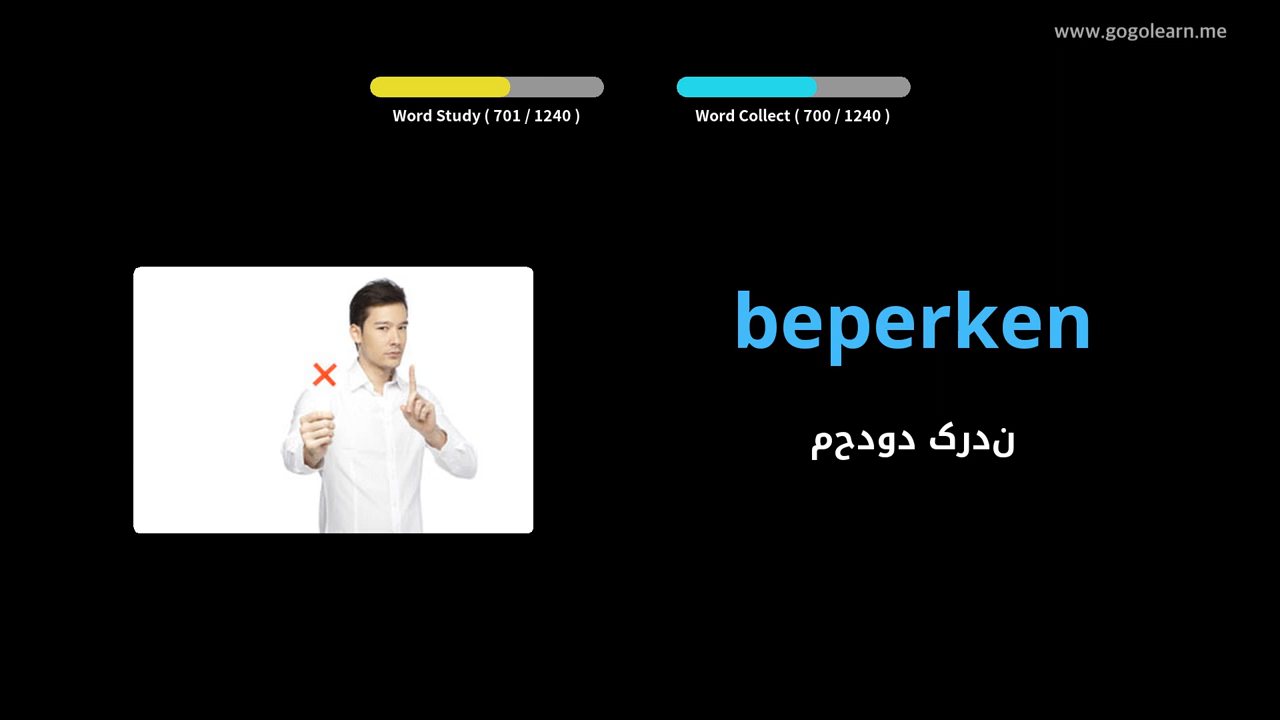 www.gogolearn.me
Word Study ( 701 / 1240 )
Word Collect ( 700 / 1240 )
beperken
محدود کردن